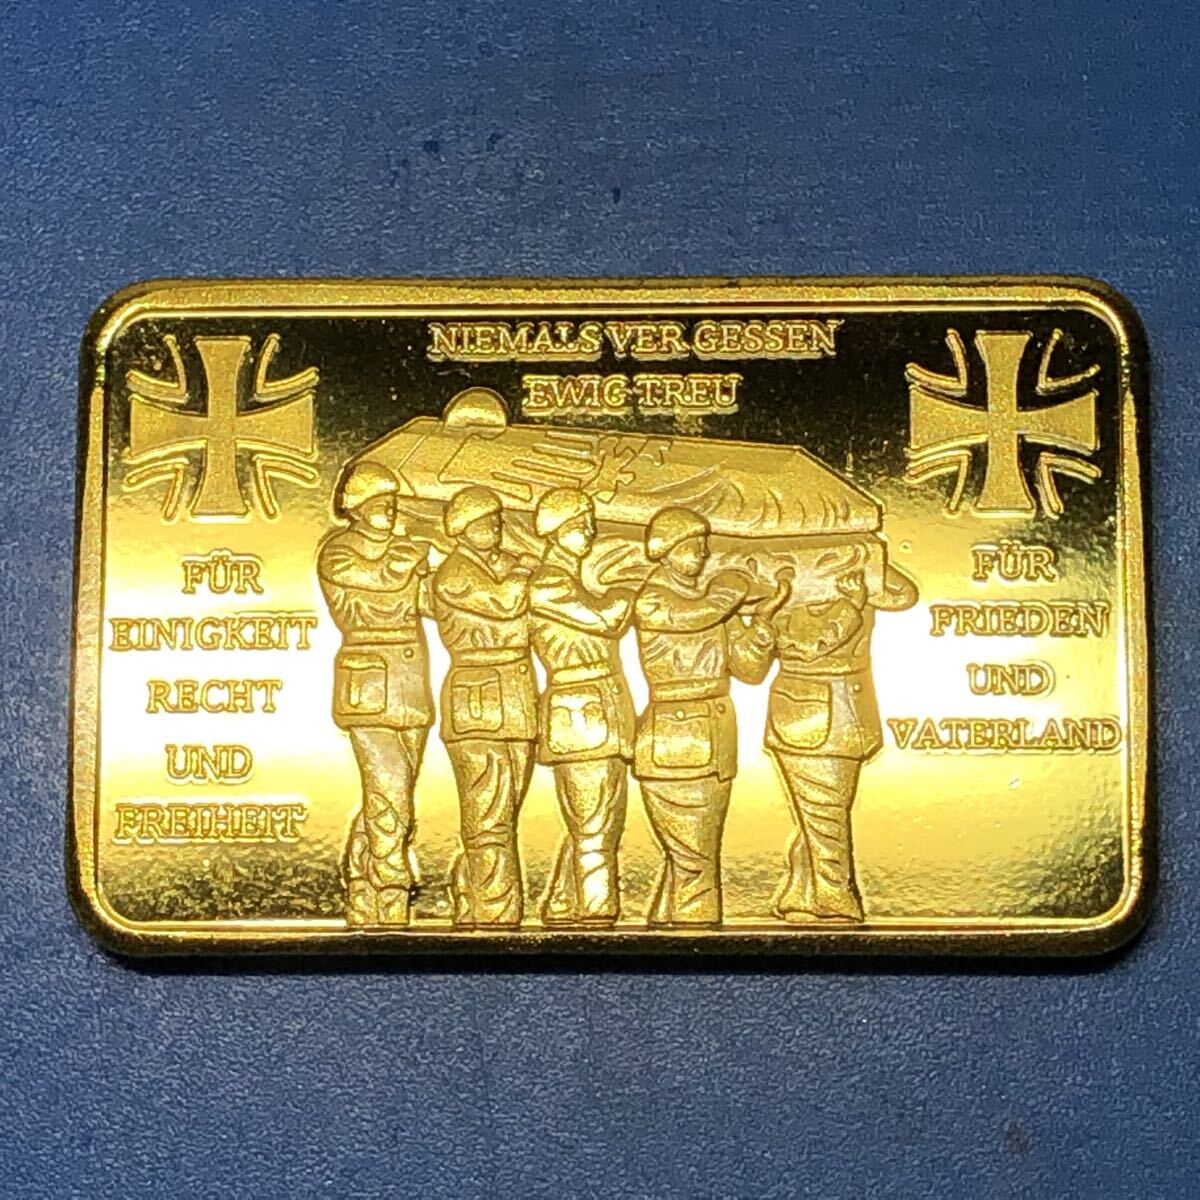 NIEMALS VER GESSEN
EWIG TREU
FÜR
EINIGKEIT
RECHT
UND
FREIHEIT
FÜR
FRIEDEN
UND
VATERLAND